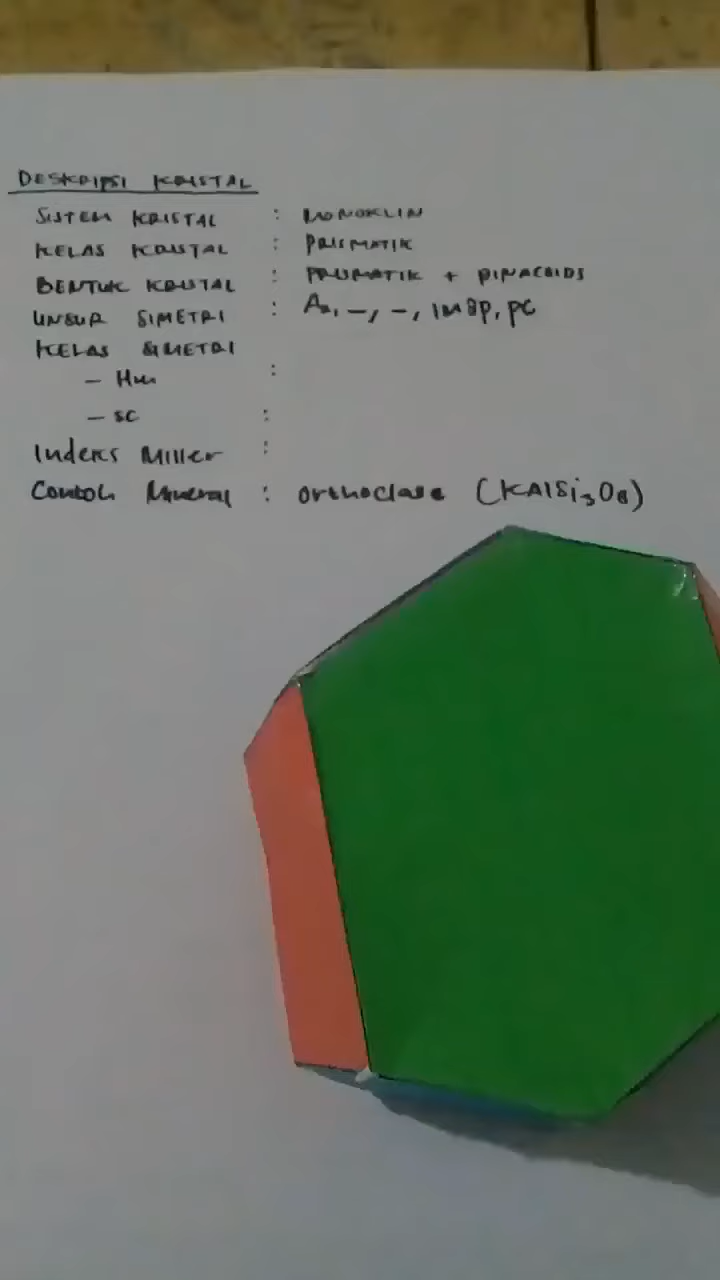 DESKRIPSI KRISTAL
SISTEM KRISTAL : MONOKLIN
KELAS KRISTAL : PRISMATIK
BENTUK KRISTAL : PRISMATIK + PINACOIDS
UNSUR SIMETRI : A2, –, –, 1MBP, PC
KELAS SIMETRI
– Hm :
– SC :
Indeks Miller :
Contoh Mineral : Orthoclase (KAlSi3O8)